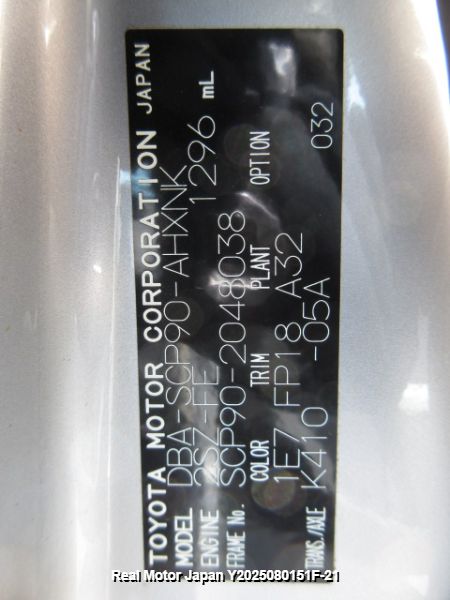 TOYOTA MOTOR CORPORATION JAPAN
MODEL DBA-SCP90-AHXNK
ENGINE 2SZ-FE 1296 mL
FRAME No. SCP90-2048038
COLOR TRIM PLANT OPTION
1E7 FP18 A32
TRANS./AXLE K410 -05A 032
Real Motor Japan Y2025080151F-21